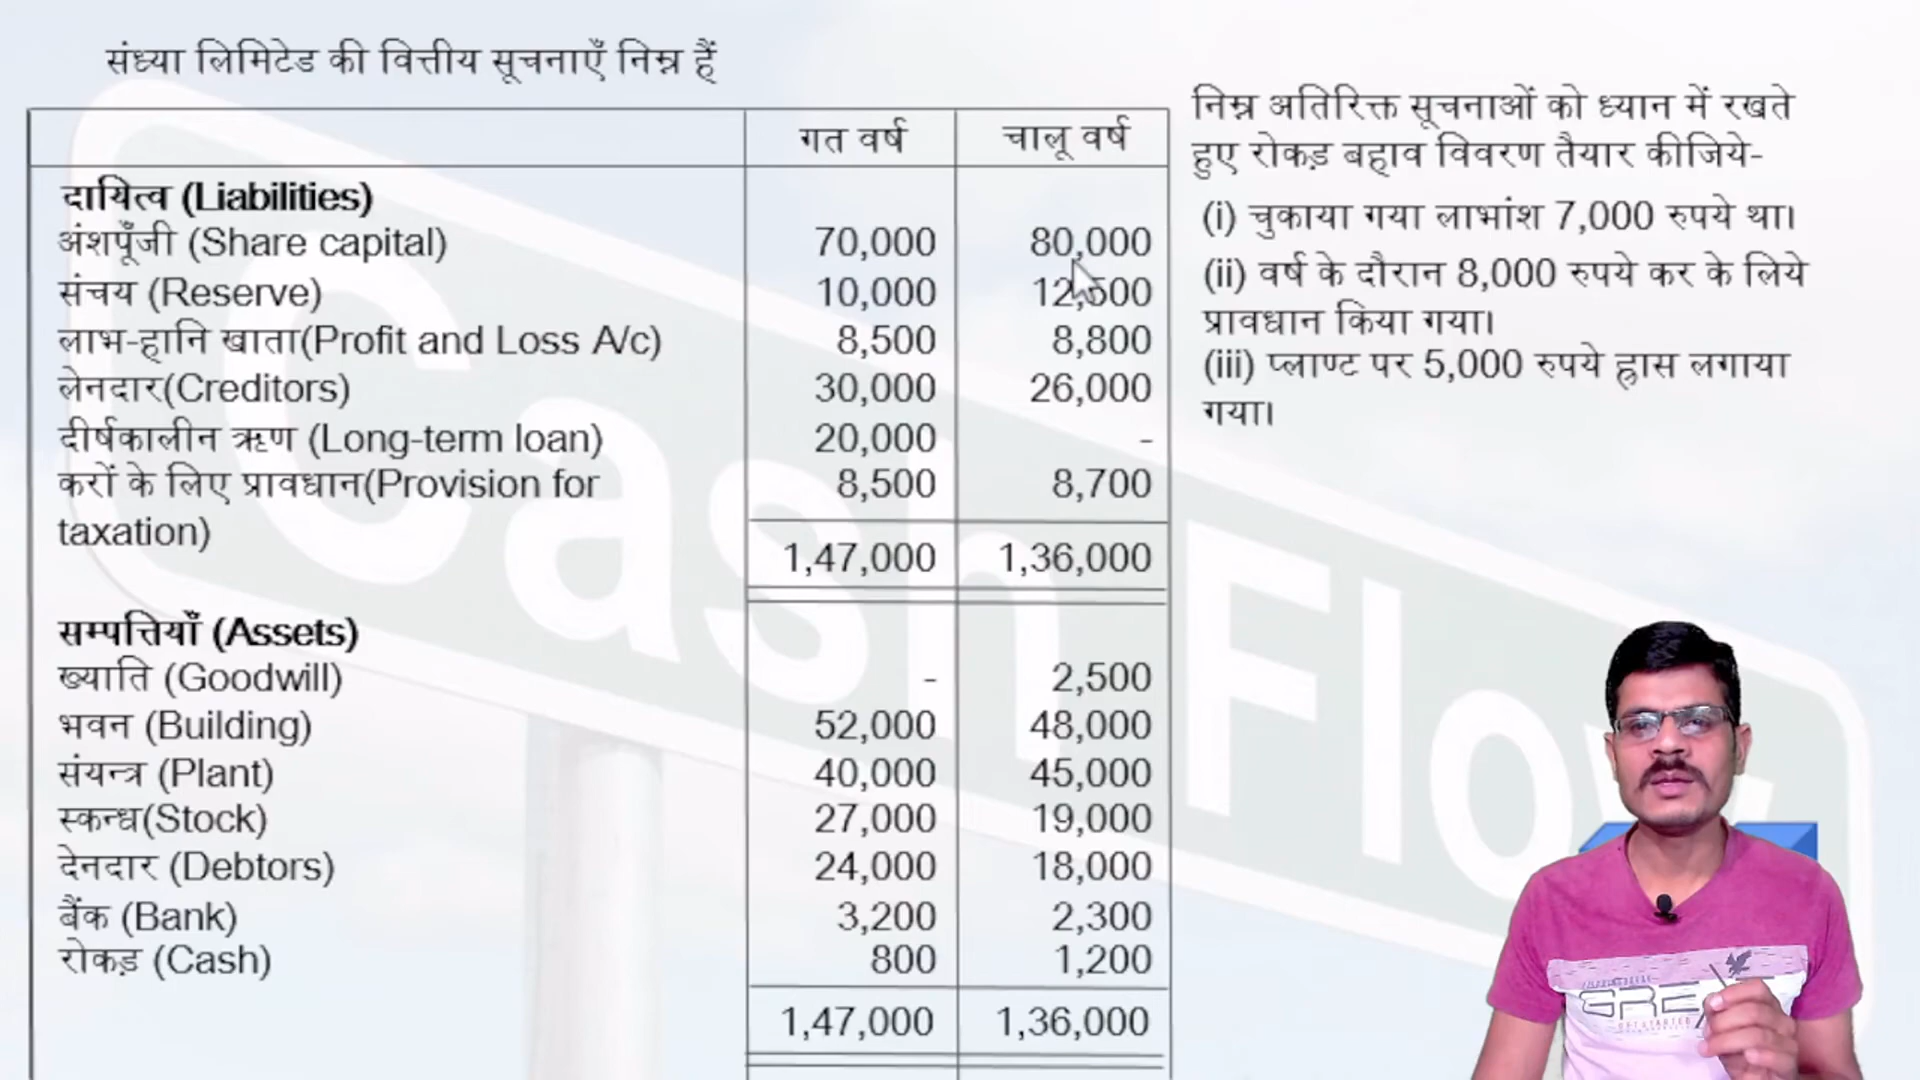 संध्या लिमिटेड की वित्तीय सूचनाएँ निम्न हैं
गत वर्ष चालू वर्ष
दायित्व (Liabilities)
अंशपूँजी (Share capital) 70,000 80,000
संचय (Reserve) 10,000 12,500
लाभ-हानि खाता(Profit and Loss A/c) 8,500 8,800
लेनदार(Creditors) 30,000 26,000
दीर्षकालीन ऋण (Long-term loan) 20,000 -
करों के लिए प्रावधान(Provision for 8,500 8,700
taxation)
1,47,000 1,36,000
सम्पत्तियाँ (Assets)
ख्याति (Goodwill) - 2,500
भवन (Building) 52,000 48,000
संयन्त्र (Plant) 40,000 45,000
स्कन्ध(Stock) 27,000 19,000
देनदार (Debtors) 24,000 18,000
बैंक (Bank) 3,200 2,300
रोकड़ (Cash) 800 1,200
1,47,000 1,36,000
निम्न अतिरिक्त सूचनाओं को ध्यान में रखते
हुए रोकड़ बहाव विवरण तैयार कीजिये-
(i) चुकाया गया लाभांश 7,000 रुपये था।
(ii) वर्ष के दौरान 8,000 रुपये कर के लिये
प्रावधान किया गया।
(iii) प्लाण्ट पर 5,000 रुपये ह्रास लगाया
गया।
Cash Flow